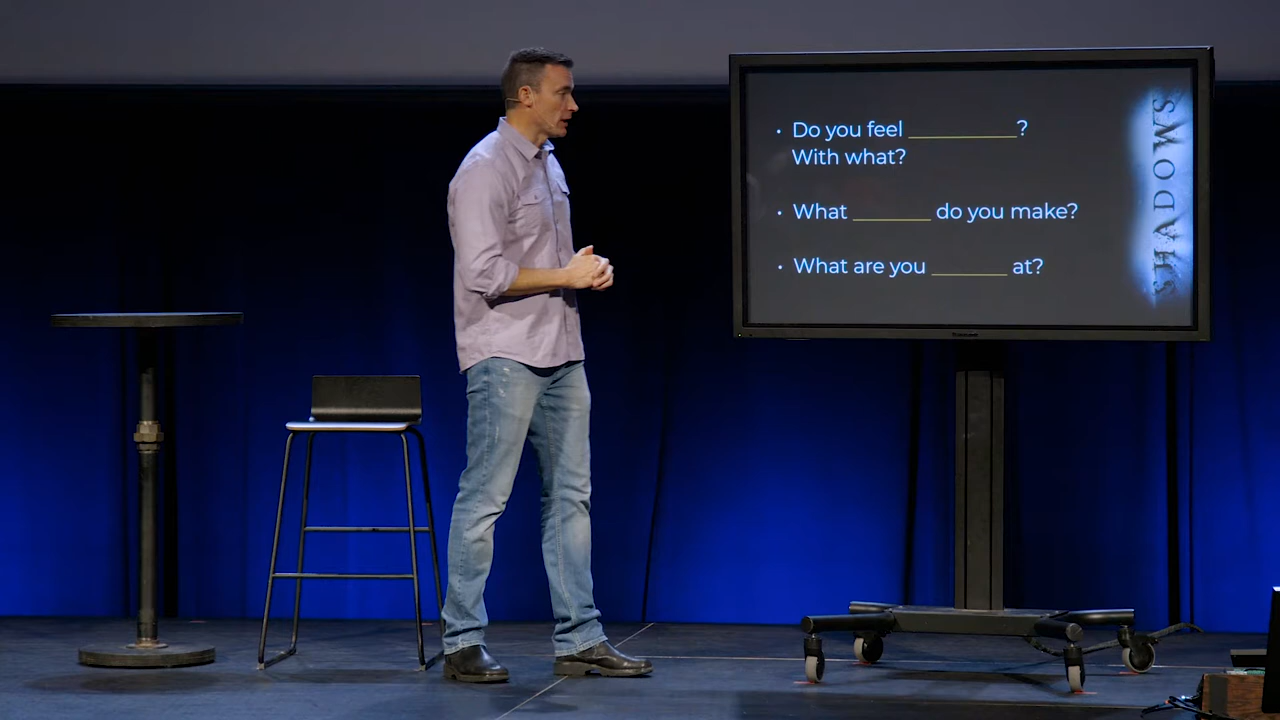 • Do you feel __________?
With what?
• What _______ do you make?
• What are you _______ at?
SHADOWS